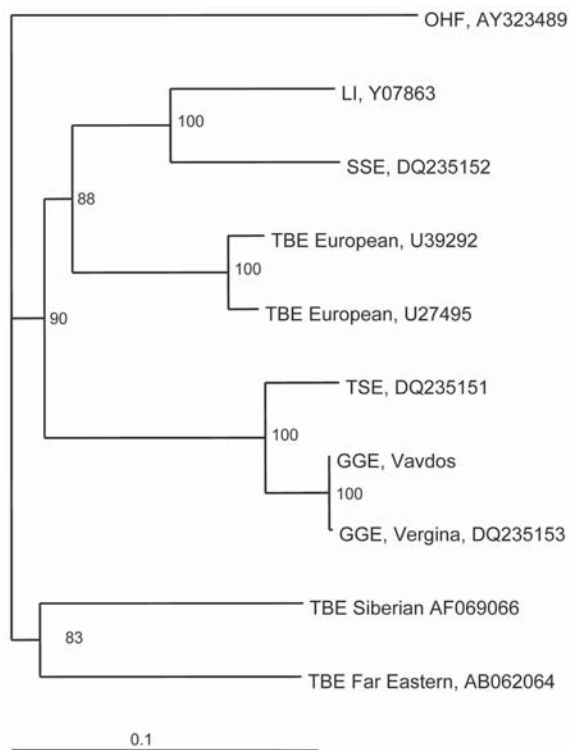 OHF, AY323489
LI, Y07863
100
SSE, DQ235152
88
TBE European, U39292
100
TBE European, U27495
90
TSE, DQ235151
100
GGE, Vavdos
100
GGE, Vergina, DQ235153
TBE Siberian AF069066
83
TBE Far Eastern, AB062064
0.1